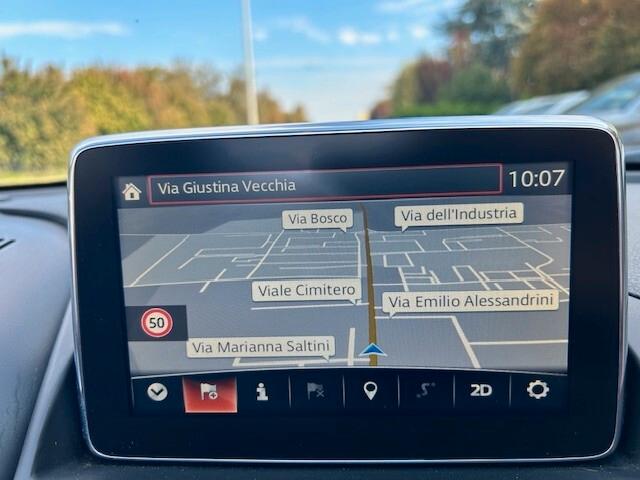 Via Giustina Vecchia
10:07
Via Bosco
Via dell'Industria
Viale Cimitero
Via Emilio Alessandrini
50
Via Marianna Saltini
2D